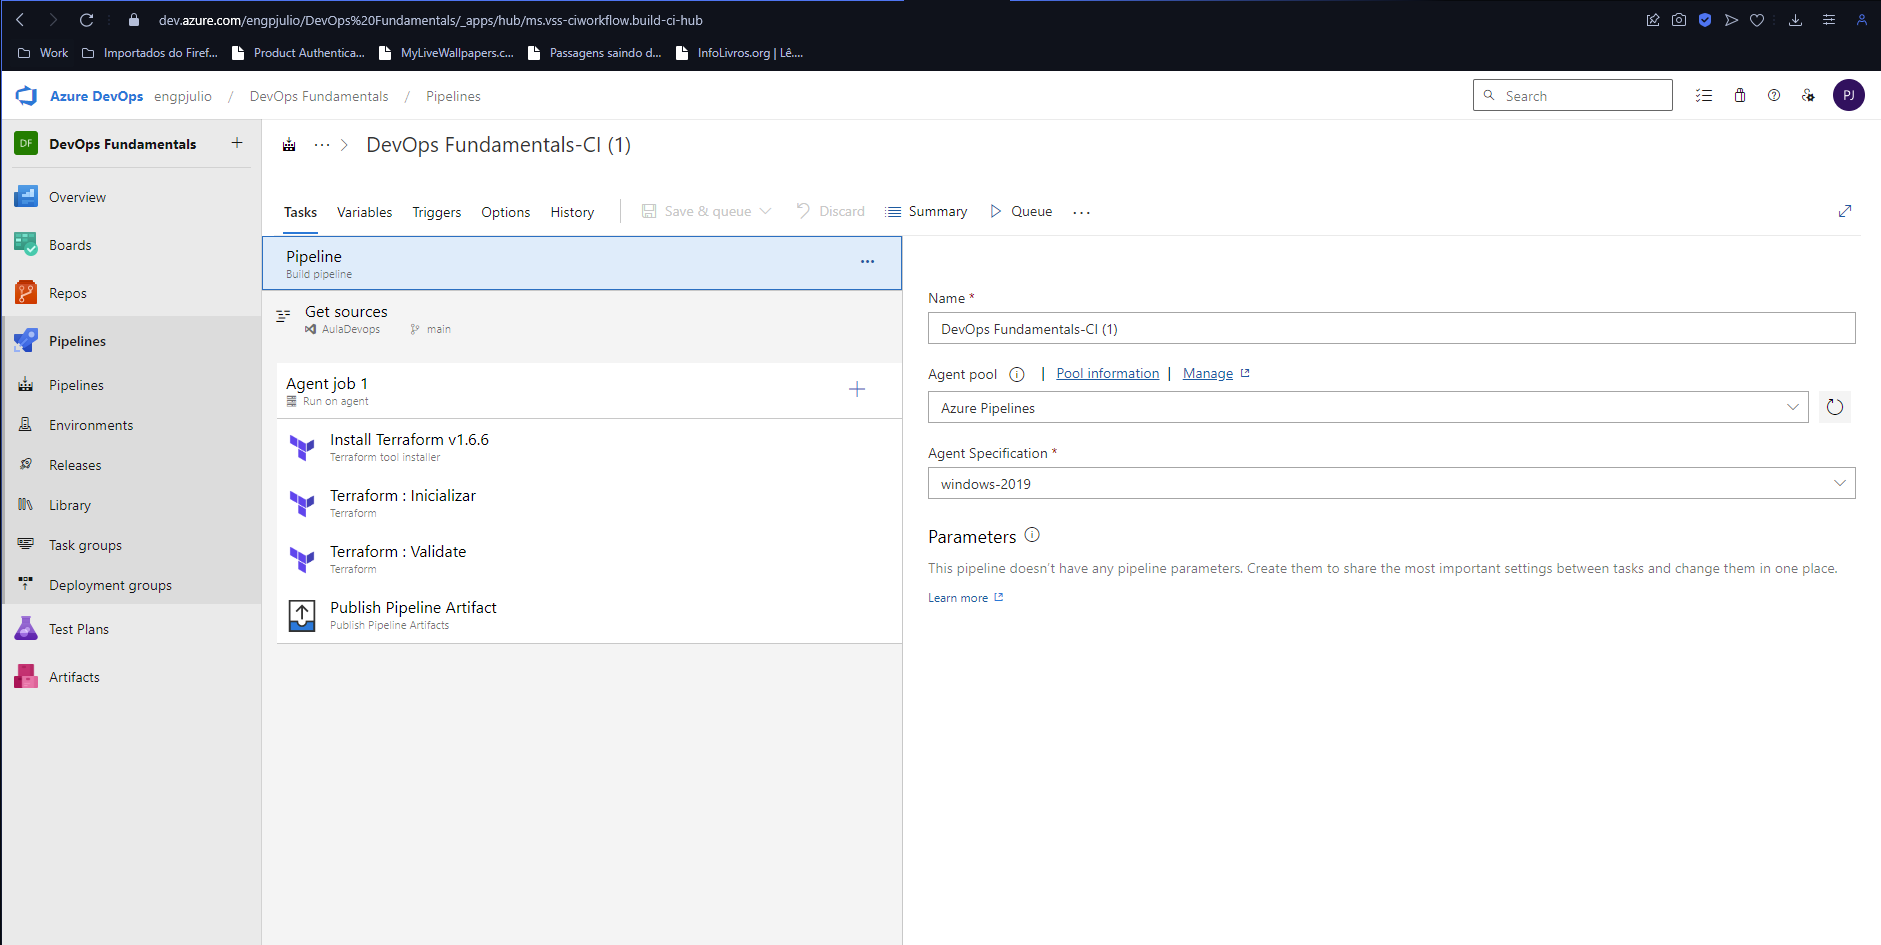 dev.azure.com/engpjulio/DevOps%20Fundamentals/_apps/hub/ms.vss-ciworkflow.build-ci-hub
Work Importados do Firef... Product Authentica... MyLiveWallpapers.c... Passagens saindo d... InfoLivros.org | Lê....
Azure DevOps engpjulio / DevOps Fundamentals / Pipelines Search PJ
DF DevOps Fundamentals +
Overview
Boards
Repos
Pipelines
Pipelines
Environments
Releases
Library
Task groups
Deployment groups
Test Plans
Artifacts
... > DevOps Fundamentals-CI (1)
Tasks Variables Triggers Options History Save & queue Discard Summary Queue ...
Pipeline ...
Build pipeline
Get sources
AulaDevops main
Agent job 1
Run on agent
Install Terraform v1.6.6
Terraform tool installer
Terraform : Inicializar
Terraform
Terraform : Validate
Terraform
Publish Pipeline Artifact
Publish Pipeline Artifacts
Name *
DevOps Fundamentals-CI (1)
Agent pool | Pool information | Manage
Azure Pipelines
Agent Specification *
windows-2019
Parameters
This pipeline doesn't have any pipeline parameters. Create them to share the most important settings between tasks and change them in one place.
Learn more